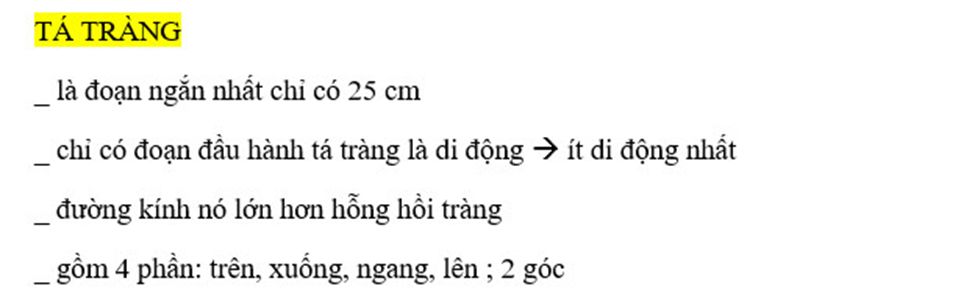 TÁ TRÀNG
_ là đoạn ngắn nhất chỉ có 25 cm
_ chỉ có đoạn đầu hành tá tràng là di động → ít di động nhất
_ đường kính nó lớn hơn hỗng hồi tràng
_ gồm 4 phần: trên, xuống, ngang, lên ; 2 góc